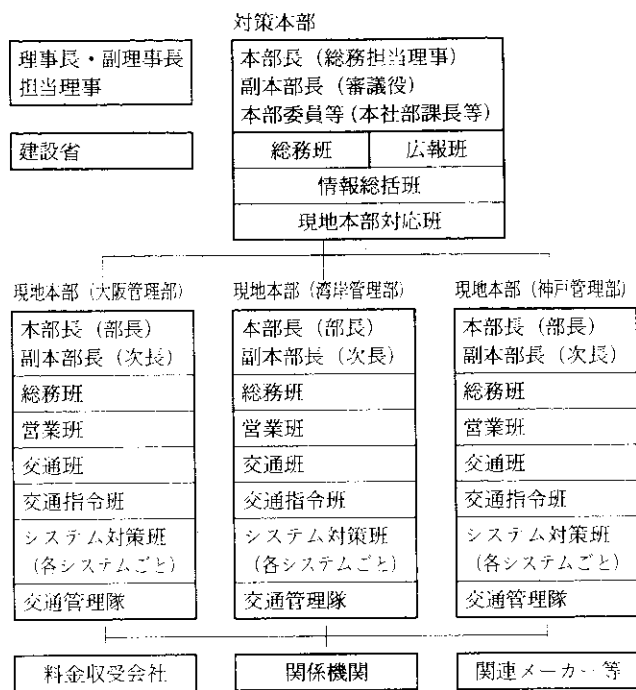 対策本部
理事長・副理事長
担当理事
建設省
本部長（総務担当理事）
副本部長（審議役）
本部委員等（本社部課長等）
総務班
広報班
情報総括班
現地本部対応班
現地本部（大阪管理部）
本部長（部長）
副本部長（次長）
総務班
営業班
交通班
交通指令班
システム対策班
（各システムごと）
交通管理隊
現地本部（湾岸管理部）
本部長（部長）
副本部長（次長）
総務班
営業班
交通班
交通指令班
システム対策班
（各システムごと）
交通管理隊
現地本部（神戸管理部）
本部長（部長）
副本部長（次長）
総務班
営業班
交通班
交通指令班
システム対策班
（各システムごと）
交通管理隊
料金収受会社
関係機関
関連メーカー等